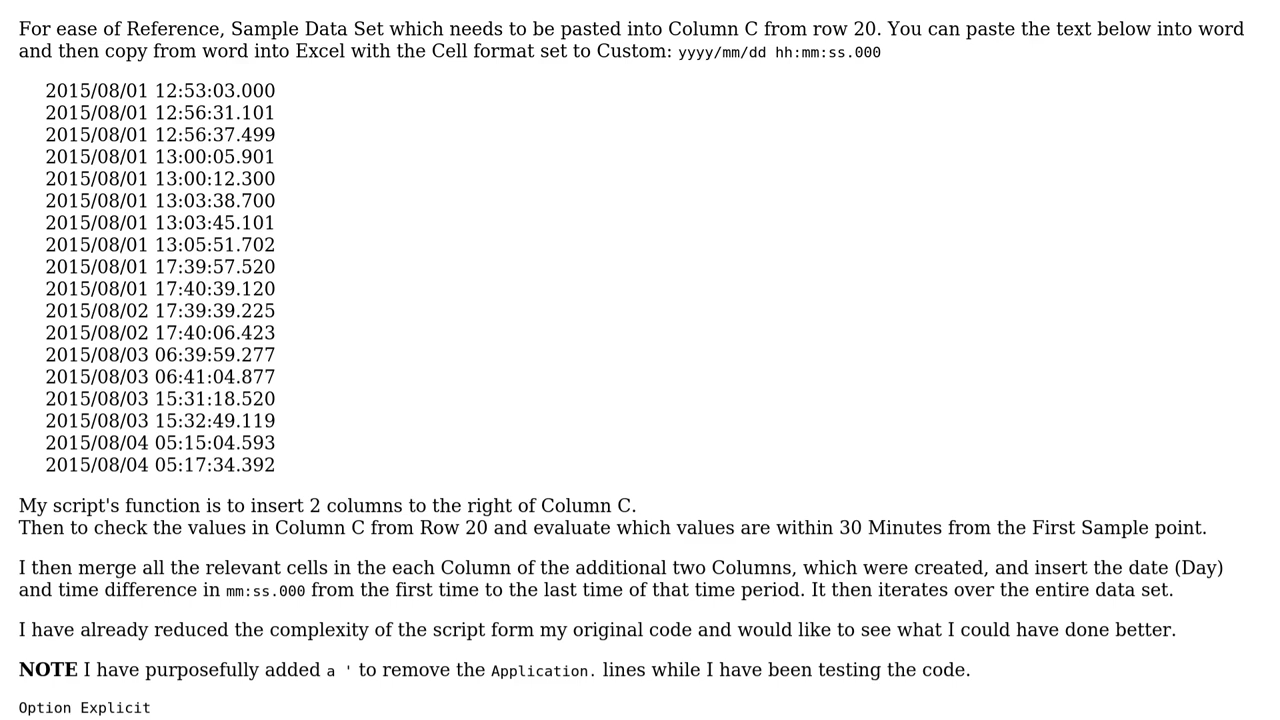 For ease of Reference, Sample Data Set which needs to be pasted into Column C from row 20. You can paste the text below into word
and then copy from word into Excel with the Cell format set to Custom: yyyy/mm/dd hh:mm:ss.000
2015/08/01 12:53:03.000
2015/08/01 12:56:31.101
2015/08/01 12:56:37.499
2015/08/01 13:00:05.901
2015/08/01 13:00:12.300
2015/08/01 13:03:38.700
2015/08/01 13:03:45.101
2015/08/01 13:05:51.702
2015/08/01 17:39:57.520
2015/08/01 17:40:39.120
2015/08/02 17:39:39.225
2015/08/02 17:40:06.423
2015/08/03 06:39:59.277
2015/08/03 06:41:04.877
2015/08/03 15:31:18.520
2015/08/03 15:32:49.119
2015/08/04 05:15:04.593
2015/08/04 05:17:34.392
My script's function is to insert 2 columns to the right of Column C.
Then to check the values in Column C from Row 20 and evaluate which values are within 30 Minutes from the First Sample point.
I then merge all the relevant cells in the each Column of the additional two Columns, which were created, and insert the date (Day)
and time difference in mm:ss.000 from the first time to the last time of that time period. It then iterates over the entire data set.
I have already reduced the complexity of the script form my original code and would like to see what I could have done better.
NOTE I have purposefully added a ' to remove the Application. lines while I have been testing the code.
Option Explicit